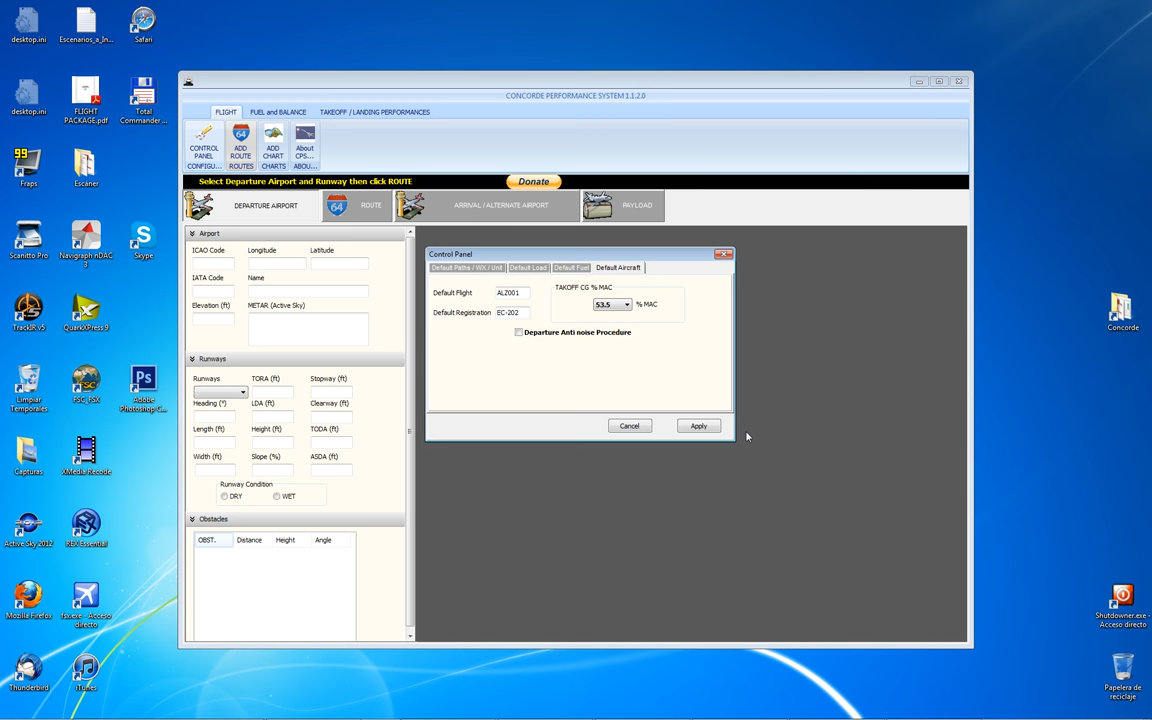 desktop.ini
Escenarios_a_In...
Safari
desktop.ini
FLIGHT PACKAGE.pdf
Total Commander ...
99
Fraps
Escáner
Scanitto Pro
Navigraph nDAC 3
S
Skype
TrackIR v5
QuarkXPress 9
Limpiar Temporales
FSC
FSC_FSX
Ps
Adobe Photoshop C...
Capturas
XMedia Recode
Active Sky 2012
REX Essential
Mozilla Firefox
fsx.exe - Acceso directo
Thunderbird
iTunes
Concorde
Shutdowner.exe - Acceso directo
Papelera de reciclaje
CONCORDE PERFORMANCE SYSTEM 1.1.2.0
FLIGHT FUEL and BALANCE TAKEOFF / LANDING PERFORMANCES
CONTROL PANEL
64
ADD ROUTE
ADD CHART
About CPS...
CONFIGU... ROUTES CHARTS ABOU...
Select Departure Airport and Runway then click ROUTE
Donate
DEPARTURE AIRPORT
64
ROUTE
ARRIVAL / ALTERNATE AIRPORT
PAYLOAD
Airport
ICAO Code Longitude Latitude
IATA Code Name
Elevation (ft) METAR (Active Sky)
Runways
Runways TORA (ft) Stopway (ft)
Heading (°) LDA (ft) Clearway (ft)
Length (ft) Height (ft) TODA (ft)
Width (ft) Slope (%) ASDA (ft)
Runway Condition
DRY WET
Obstacles
OBST. Distance Height Angle
Control Panel
Default Paths / WX / Unit Default Load Default Fuel Default Aircraft
Default Flight ALZ001
Default Registration EC-202
TAKOFF CG % MAC
53.5 % MAC
Departure Anti noise Procedure
Cancel Apply